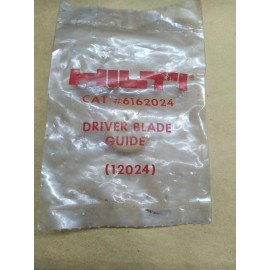 HILTI
CAT #6162024
DRIVER BLADE
GUIDE
(12024)